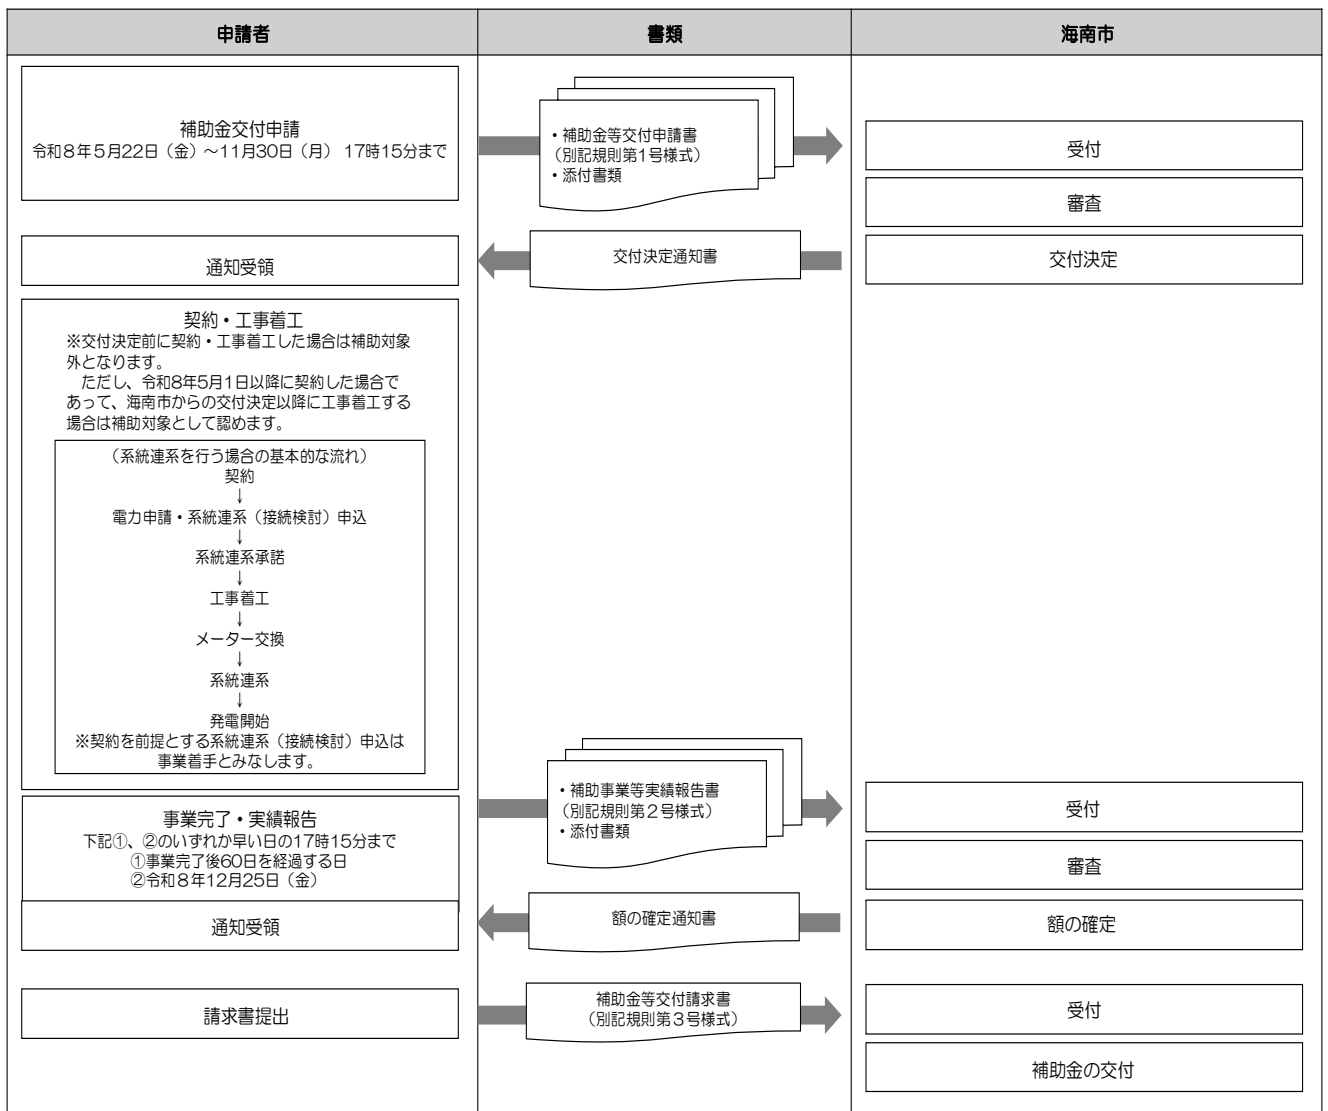 申請者
書類
海南市
補助金交付申請
令和８年５月22日（金）～11月30日（月） 17時15分まで
・補助金等交付申請書
（別記規則第１号様式）
・添付書類
受付
審査
通知受領
交付決定通知書
交付決定
契約・工事着工
※交付決定前に契約・工事着工した場合は補助対象
外となります。
　ただし、令和8年5月1日以降に契約した場合で
あって、海南市からの交付決定以降に工事着工する
場合は補助対象として認めます。
（系統連系を行う場合の基本的な流れ）
契約
↓
電力申請・系統連系（接続検討）申込
↓
系統連系承諾
↓
工事着工
↓
メーター交換
↓
系統連系
↓
発電開始
※契約を前提とする系統連系（接続検討）申込は
事業着手とみなします。
事業完了・実績報告
下記①、②のいずれか早い日の17時15分まで
①事業完了後60日を経過する日
②令和８年12月25日（金）
・補助事業等実績報告書
（別記規則第２号様式）
・添付書類
受付
審査
通知受領
額の確定通知書
額の確定
請求書提出
補助金等交付請求書
（別記規則第３号様式）
受付
補助金の交付